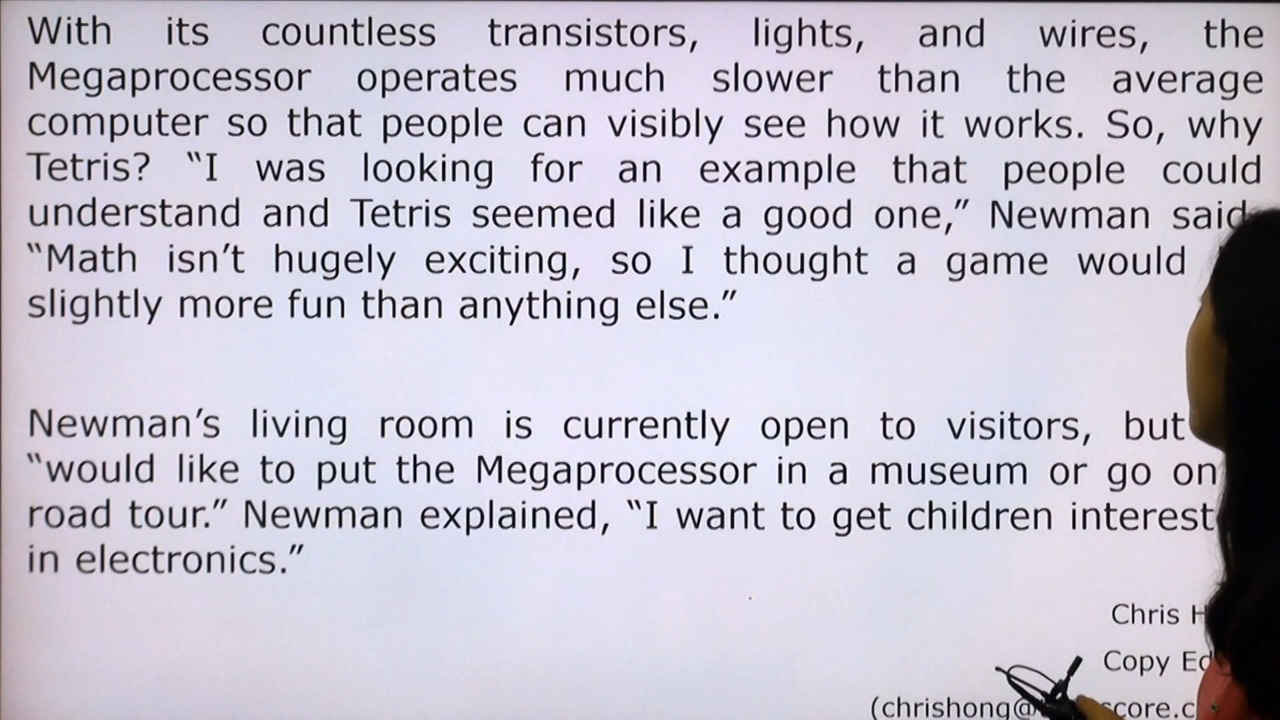 With its countless transistors, lights, and wires, the
Megaprocessor operates much slower than the average
computer so that people can visibly see how it works. So, why
Tetris? “I was looking for an example that people could
understand and Tetris seemed like a good one,” Newman said
“Math isn’t hugely exciting, so I thought a game would
slightly more fun than anything else.”
Newman’s living room is currently open to visitors, but
“would like to put the Megaprocessor in a museum or go on
road tour.” Newman explained, “I want to get children
in electronics.”
Chris
Copy